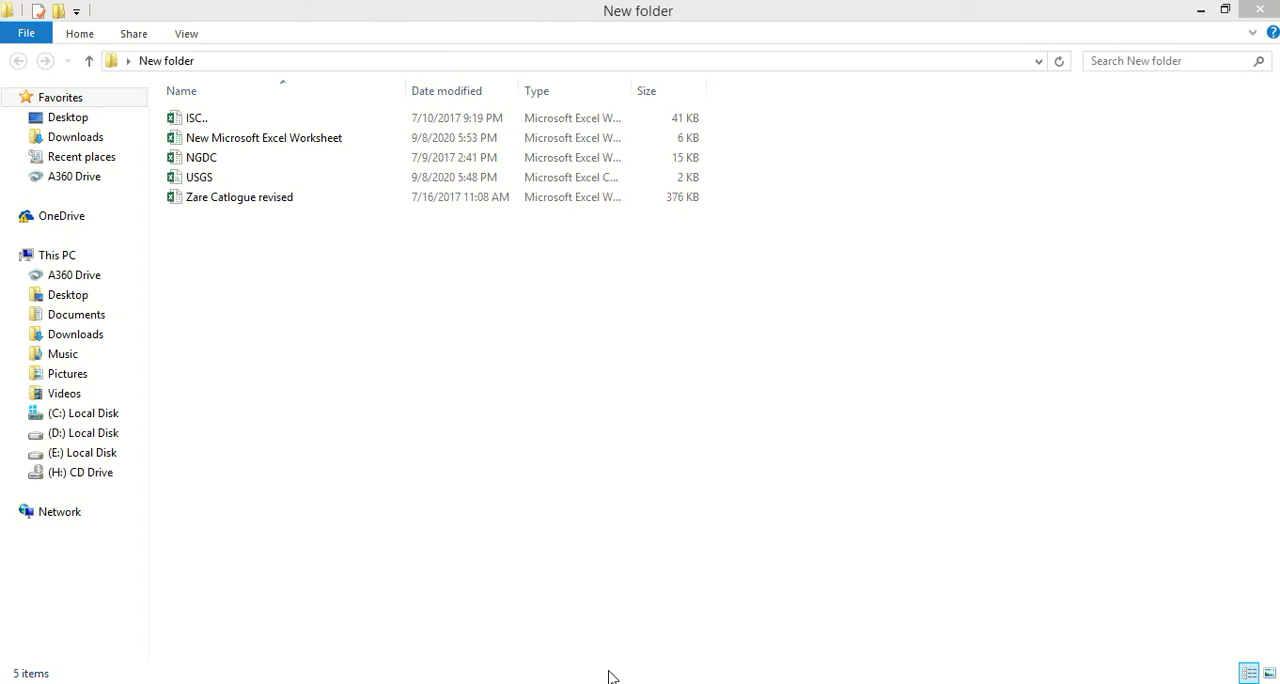 New folder
File Home Share View
New folder Search New folder
Name Date modified Type Size
Favorites
Desktop
Downloads
Recent places
A360 Drive
OneDrive
This PC
A360 Drive
Desktop
Documents
Downloads
Music
Pictures
Videos
(C:) Local Disk
(D:) Local Disk
(E:) Local Disk
(H:) CD Drive
Network
ISC.. 7/10/2017 9:19 PM Microsoft Excel W... 41 KB
New Microsoft Excel Worksheet 9/8/2020 5:53 PM Microsoft Excel W... 6 KB
NGDC 7/9/2017 2:41 PM Microsoft Excel W... 15 KB
USGS 9/8/2020 5:48 PM Microsoft Excel C... 2 KB
Zare Catlogue revised 7/16/2017 11:08 AM Microsoft Excel W... 376 KB
5 items